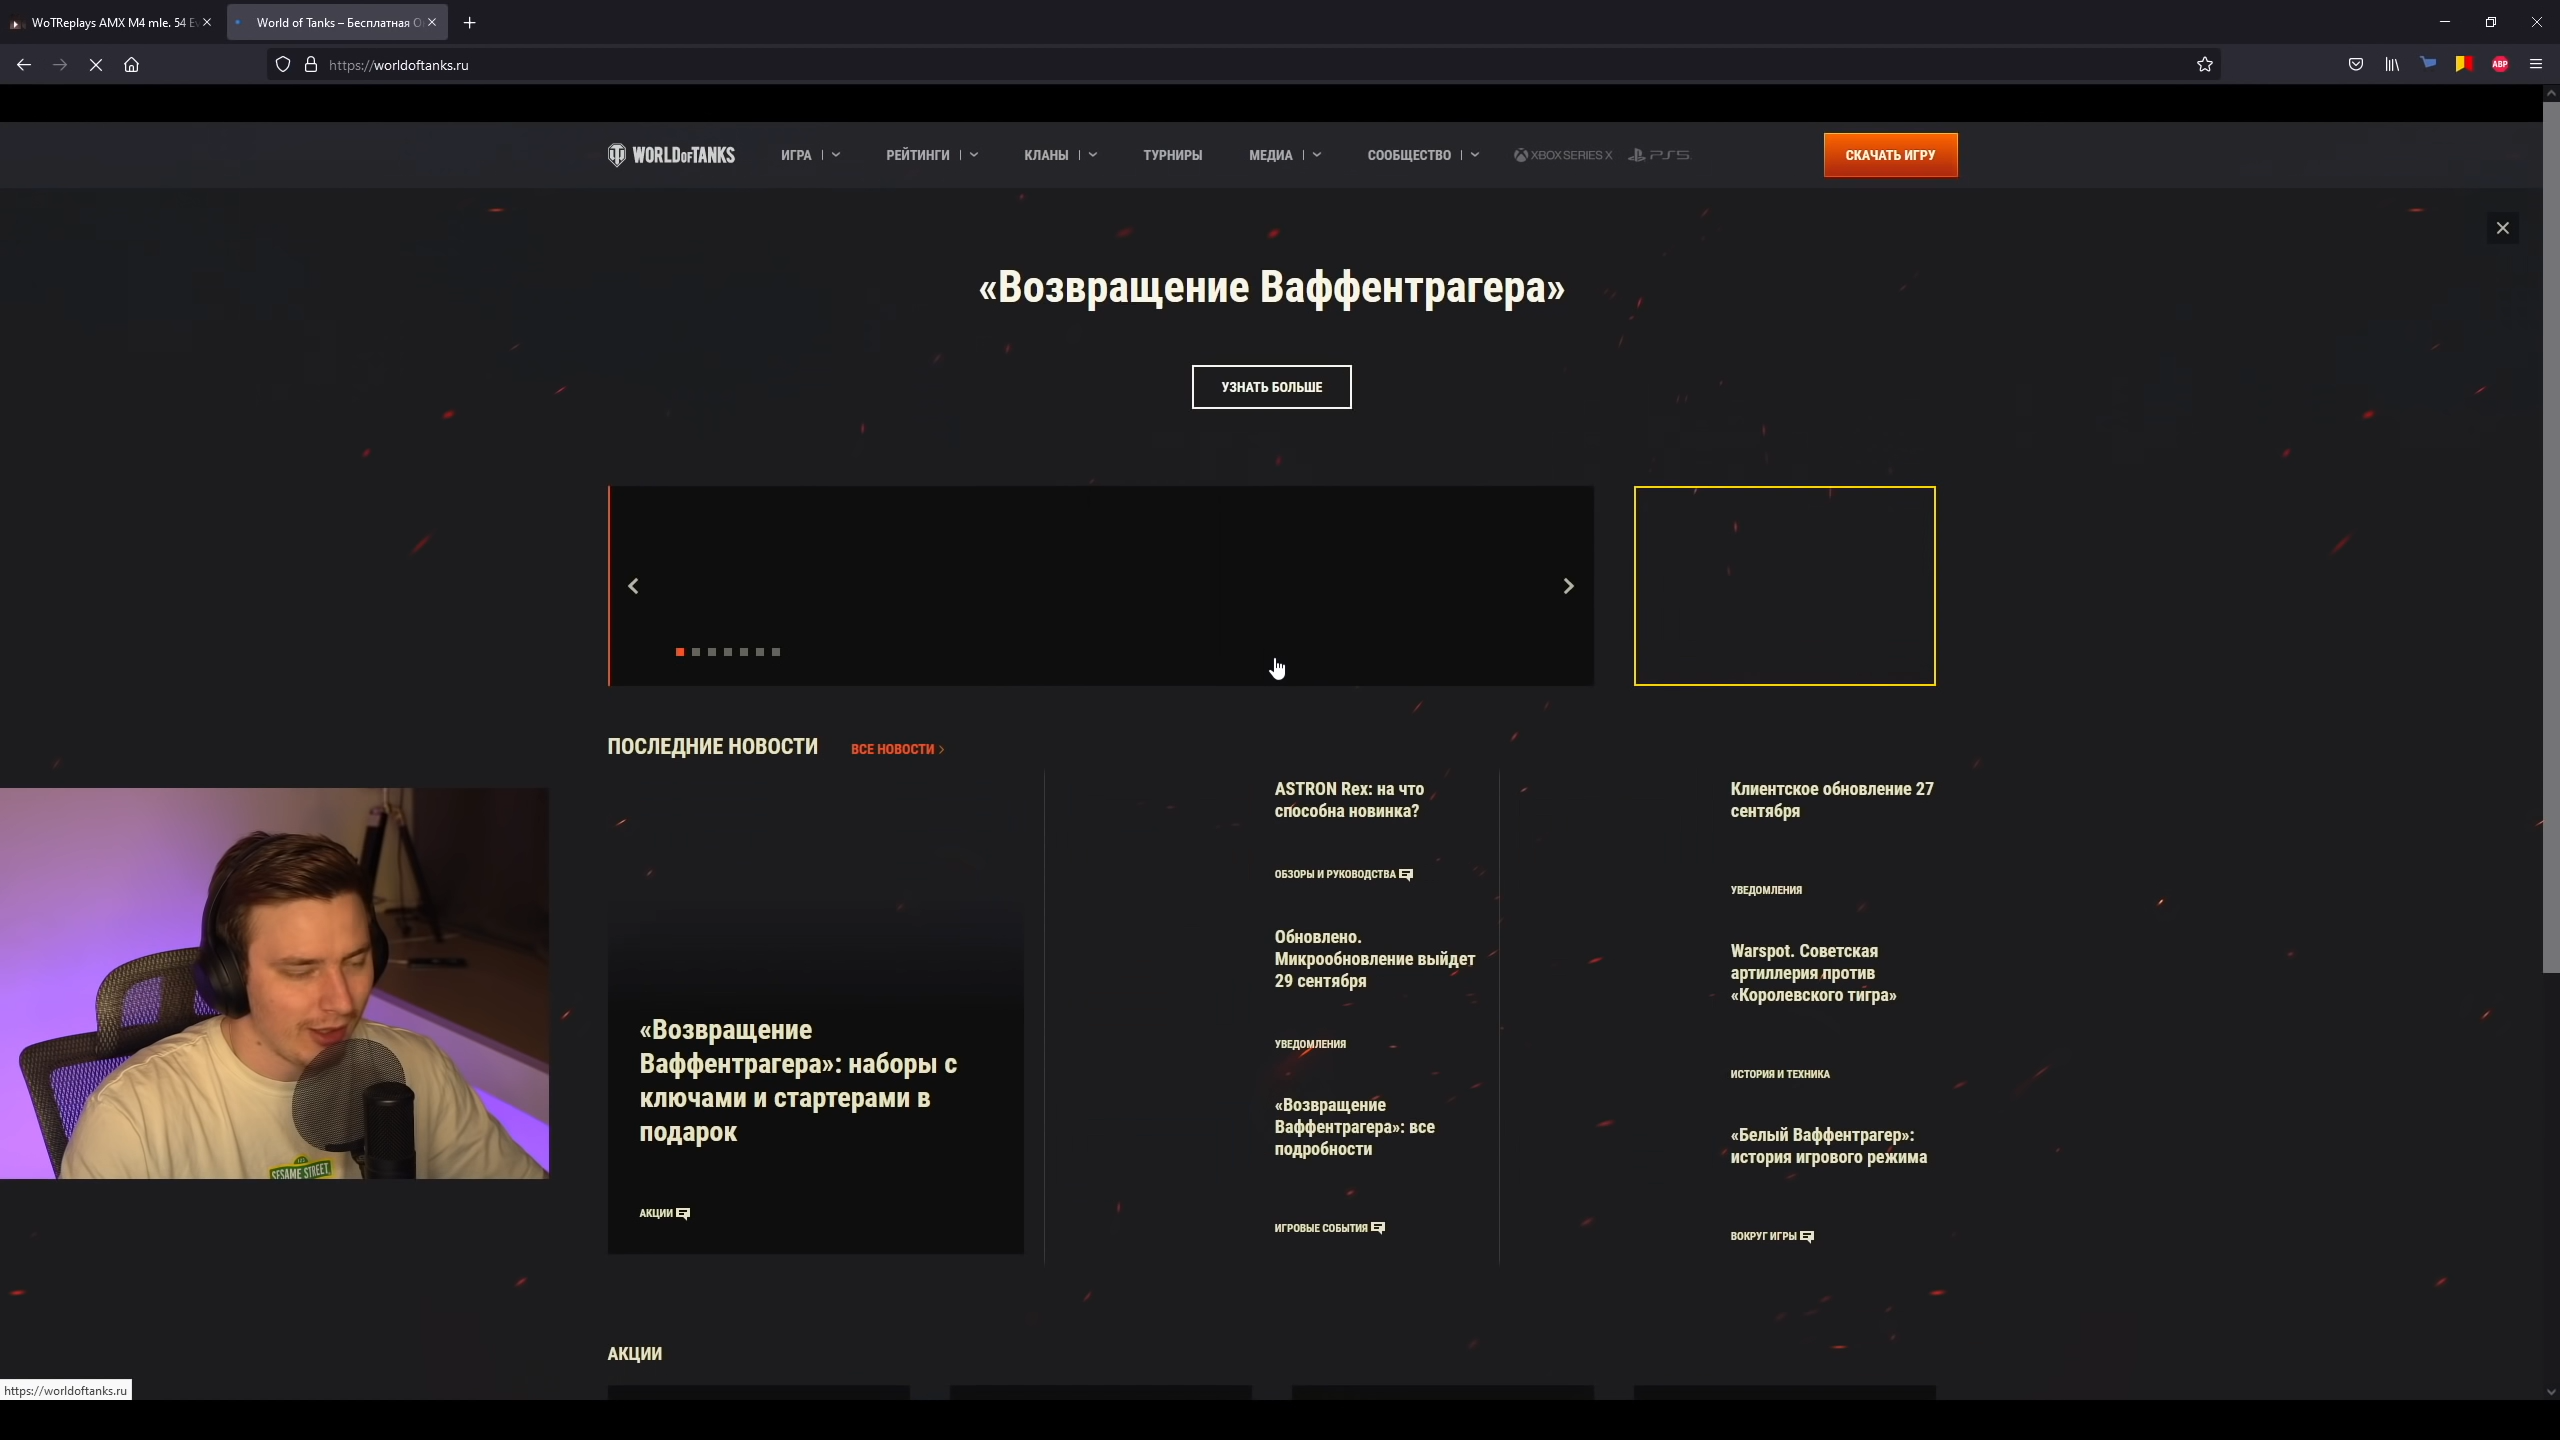 WoTReplays AMX M4 mle. 54
World of Tanks – Бесплатная О
https://worldoftanks.ru
ABP
WORLD OF TANKS
ИГРА
РЕЙТИНГИ
КЛАНЫ
ТУРНИРЫ
МЕДИА
СООБЩЕСТВО
XBOX SERIES X
PS5
СКАЧАТЬ ИГРУ
«Возвращение Ваффентрагера»
УЗНАТЬ БОЛЬШЕ
ПОСЛЕДНИЕ НОВОСТИ
ВСЕ НОВОСТИ
«Возвращение
Ваффентрагера»: наборы с
ключами и стартерами в
подарок
АКЦИИ
ASTRON Rex: на что
способна новинка?
ОБЗОРЫ И РУКОВОДСТВА
Обновлено.
Микрообновление выйдет
29 сентября
УВЕДОМЛЕНИЯ
«Возвращение
Ваффентрагера»: все
подробности
ИГРОВЫЕ СОБЫТИЯ
Клиентское обновление 27
сентября
УВЕДОМЛЕНИЯ
Warspot. Советская
артиллерия против
«Королевского тигра»
ИСТОРИЯ И ТЕХНИКА
«Белый Ваффентрагер»:
история игрового режима
ВОКРУГ ИГРЫ
SESAME STREET
АКЦИИ
https://worldoftanks.ru